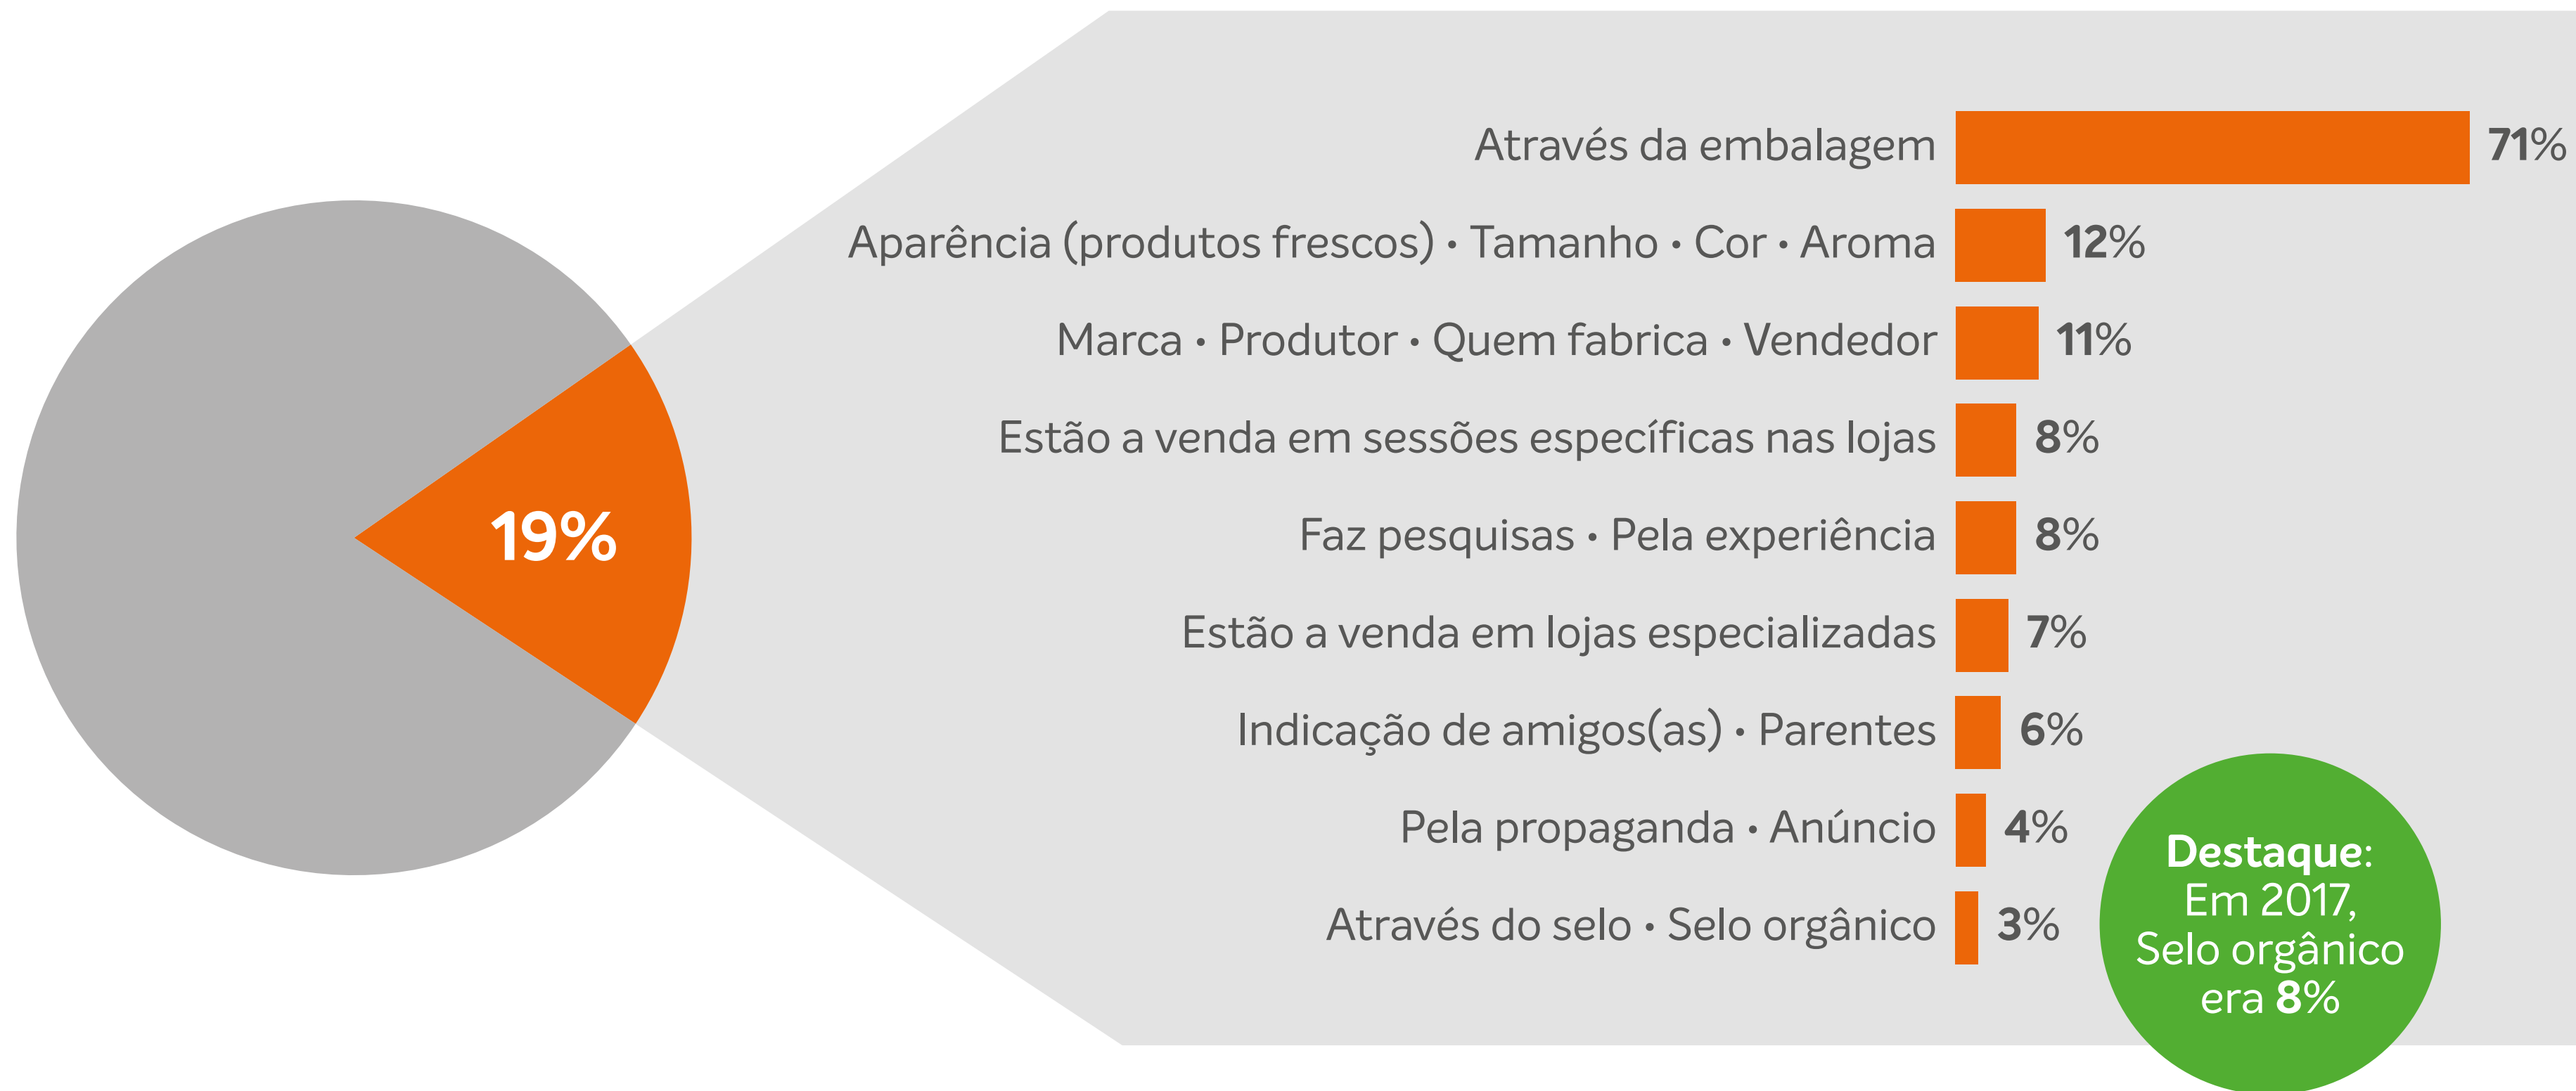 19%
Através da embalagem 71%
Aparência (produtos frescos) • Tamanho • Cor • Aroma 12%
Marca • Produtor • Quem fabrica • Vendedor 11%
Estão a venda em sessões específicas nas lojas 8%
Faz pesquisas • Pela experiência 8%
Estão a venda em lojas especializadas 7%
Indicação de amigos(as) • Parentes 6%
Pela propaganda • Anúncio 4%
Através do selo • Selo orgânico 3%
Destaque:
Em 2017,
Selo orgânico
era 8%